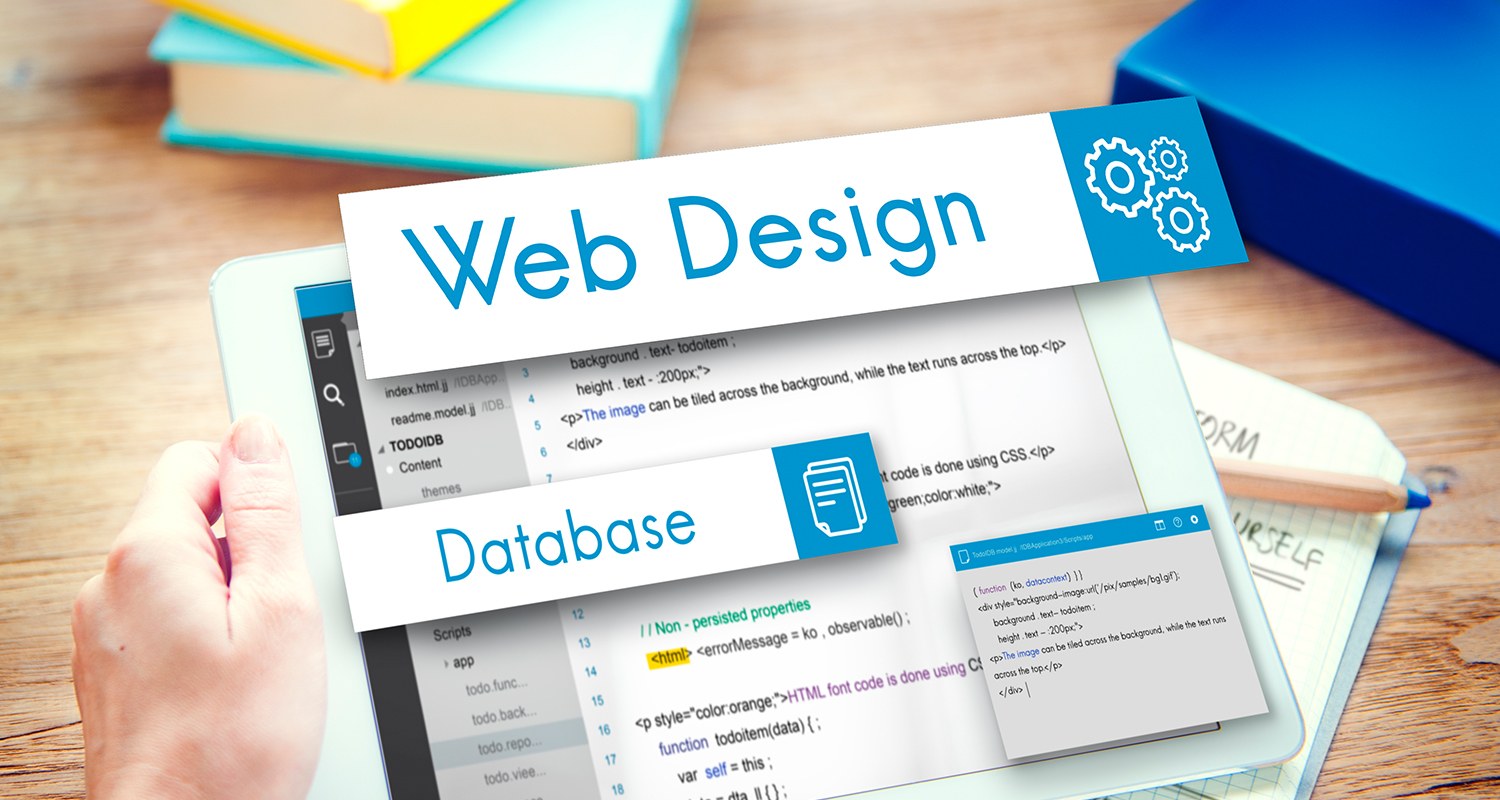 Web Design
3 background . text- todoitem ;
4 height . text - :200px;">
5 <p>The image can be tiled across the background, while the text runs across the top.</p>
6 </div>
7
nt code is done using CSS.</p>
green;color:white;">
index.html.jj /IDBApp...
readme.model.jj /IDB...
TODOIDB
Content
themes
Database
12
13 // Non - persisted properties
14 <html> <errorMessage = ko , observable() ;
15
16 <p style="color:orange;">HTML font code is done using CS
17 function todoitem(data) { ;
18 var self = this ;
= dta || { } ;
Scripts
app
todo.func...
todo.back...
todo.repo...
todo.viee...
TodoIDB model.jj /IDBApplication3/Scripts/app
( function (ko, datacontext) } ] }
<div style="background-image:url('/pix/samples/bg1.gif');
background . text– todoitem ;
height . text – :200px;">
<p>The image can be tiled across the background, while the text runs
across the top.</p>
</div>
FORM
URSELF